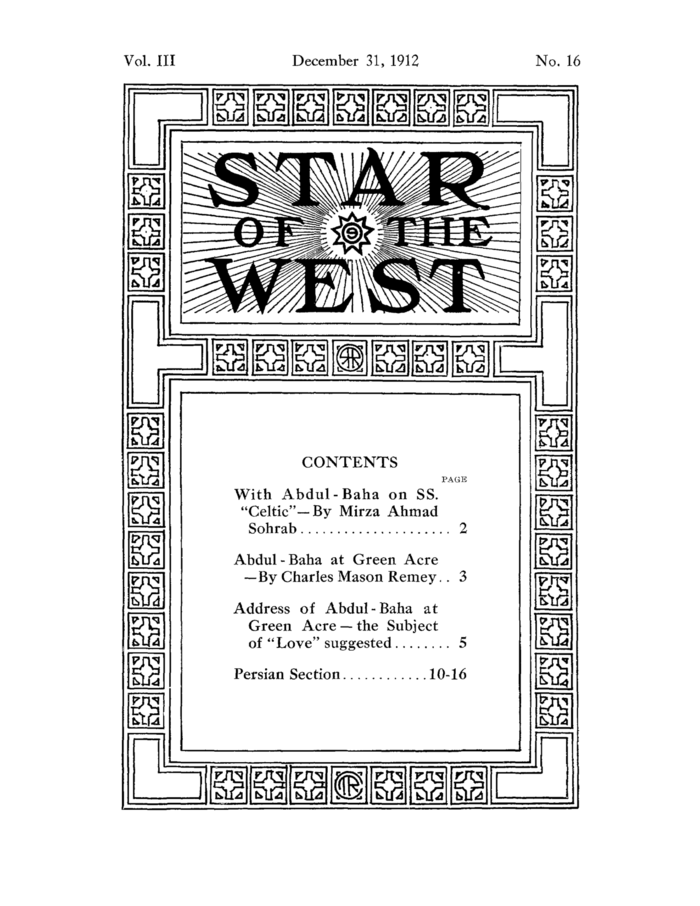 Vol. III December 31, 1912 No. 16
STAR
OF THE
WEST
CONTENTS
PAGE
With Abdul-Baha on SS.
“Celtic”—By Mirza Ahmad
Sohrab..................... 2
Abdul-Baha at Green Acre
—By Charles Mason Remey.. 3
Address of Abdul-Baha at
Green Acre — the Subject
of “Love” suggested........ 5
Persian Section............10-16